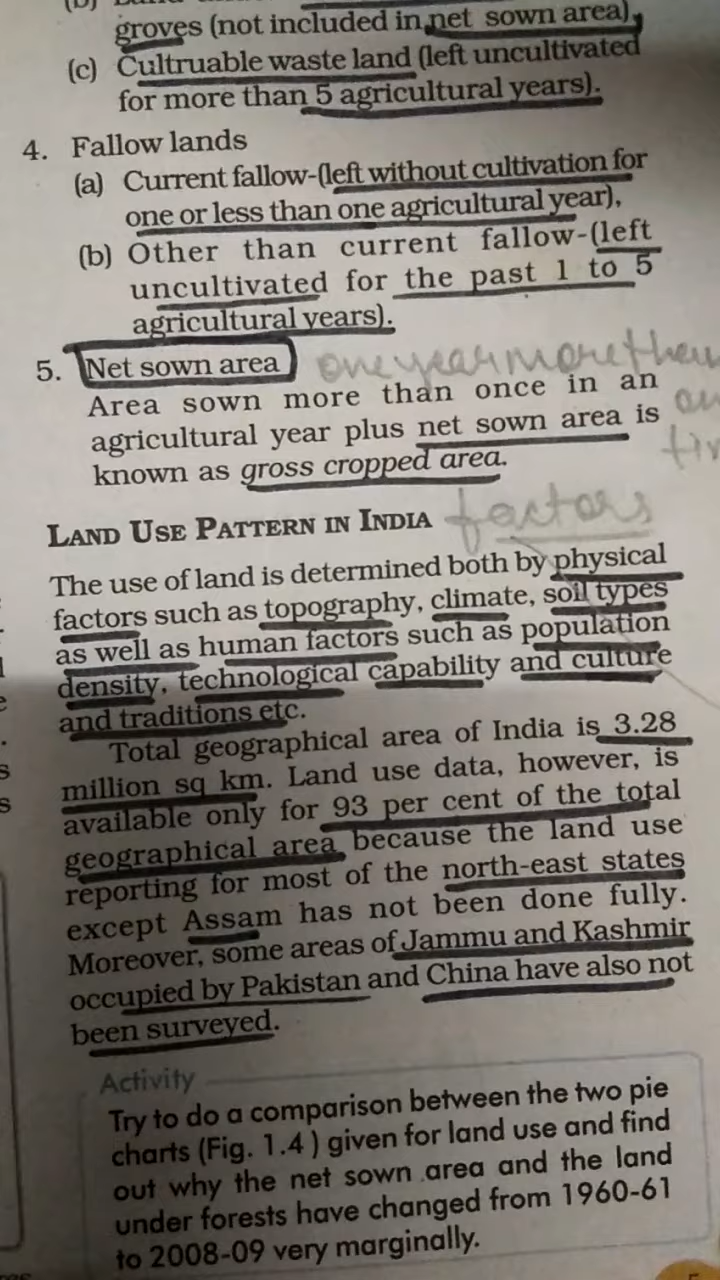 groves (not included in net sown area),
(c) Cultruable waste land (left uncultivated
for more than 5 agricultural years).
4. Fallow lands
(a) Current fallow-(left without cultivation for
one or less than one agricultural year),
(b) Other than current fallow-(left
uncultivated for the past 1 to 5
agricultural years).
5. Net sown area one year more then
Area sown more than once in an
agricultural year plus net sown area is
known as gross cropped area.
LAND USE PATTERN IN INDIA factors
The use of land is determined both by physical
factors such as topography, climate, soil types
as well as human factors such as population
density, technological capability and culture
and traditions etc.
Total geographical area of India is 3.28
million sq km. Land use data, however, is
available only for 93 per cent of the total
geographical area because the land use
reporting for most of the north-east states
except Assam has not been done fully.
Moreover, some areas of Jammu and Kashmir
occupied by Pakistan and China have also not
been surveyed.
Activity
Try to do a comparison between the two pie
charts (Fig. 1.4 ) given for land use and find
out why the net sown area and the land
under forests have changed from 1960-61
to 2008-09 very marginally.